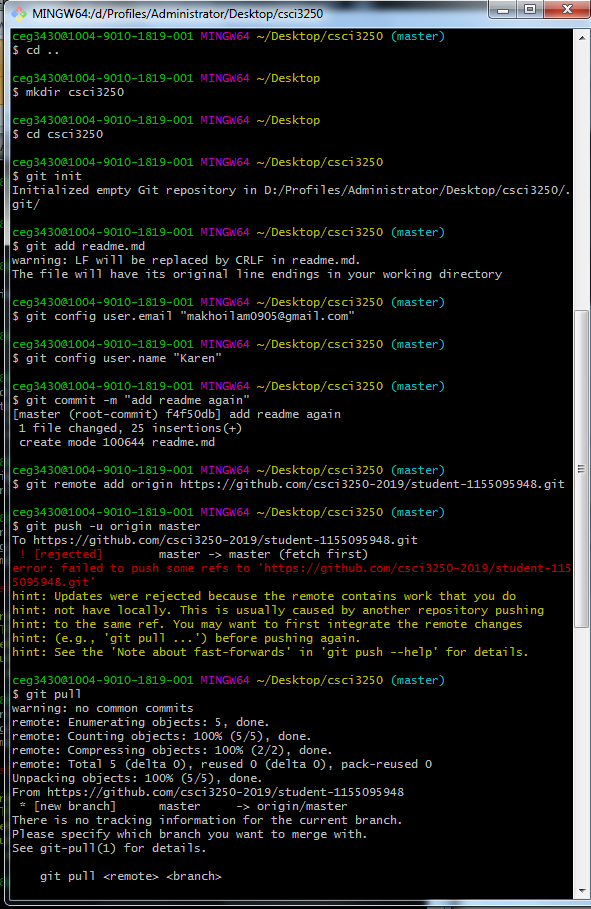 MINGW64:/d/Profiles/Administrator/Desktop/csci3250
ceg3430@1004-9010-1819-001 MINGW64 ~/Desktop/csci3250 (master)
$ cd ..
ceg3430@1004-9010-1819-001 MINGW64 ~/Desktop
$ mkdir csci3250
ceg3430@1004-9010-1819-001 MINGW64 ~/Desktop
$ cd csci3250
ceg3430@1004-9010-1819-001 MINGW64 ~/Desktop/csci3250
$ git init
Initialized empty Git repository in D:/Profiles/Administrator/Desktop/csci3250/.
git/
ceg3430@1004-9010-1819-001 MINGW64 ~/Desktop/csci3250 (master)
$ git add readme.md
warning: LF will be replaced by CRLF in readme.md.
The file will have its original line endings in your working directory
ceg3430@1004-9010-1819-001 MINGW64 ~/Desktop/csci3250 (master)
$ git config user.email "makhoilam0905@gmail.com"
ceg3430@1004-9010-1819-001 MINGW64 ~/Desktop/csci3250 (master)
$ git config user.name "Karen"
ceg3430@1004-9010-1819-001 MINGW64 ~/Desktop/csci3250 (master)
$ git commit -m "add readme again"
[master (root-commit) f4f50db] add readme again
 1 file changed, 25 insertions(+)
 create mode 100644 readme.md
ceg3430@1004-9010-1819-001 MINGW64 ~/Desktop/csci3250 (master)
$ git remote add origin https://github.com/csci3250-2019/student-1155095948.git
ceg3430@1004-9010-1819-001 MINGW64 ~/Desktop/csci3250 (master)
$ git push -u origin master
To https://github.com/csci3250-2019/student-1155095948.git
 ! [rejected]        master -> master (fetch first)
error: failed to push some refs to 'https://github.com/csci3250-2019/student-115
5095948.git'
hint: Updates were rejected because the remote contains work that you do
hint: not have locally. This is usually caused by another repository pushing
hint: to the same ref. You may want to first integrate the remote changes
hint: (e.g., 'git pull ...') before pushing again.
hint: See the 'Note about fast-forwards' in 'git push --help' for details.
ceg3430@1004-9010-1819-001 MINGW64 ~/Desktop/csci3250 (master)
$ git pull
warning: no common commits
remote: Enumerating objects: 5, done.
remote: Counting objects: 100% (5/5), done.
remote: Compressing objects: 100% (2/2), done.
remote: Total 5 (delta 0), reused 0 (delta 0), pack-reused 0
Unpacking objects: 100% (5/5), done.
From https://github.com/csci3250-2019/student-1155095948
 * [new branch]      master     -> origin/master
There is no tracking information for the current branch.
Please specify which branch you want to merge with.
See git-pull(1) for details.
    git pull <remote> <branch>